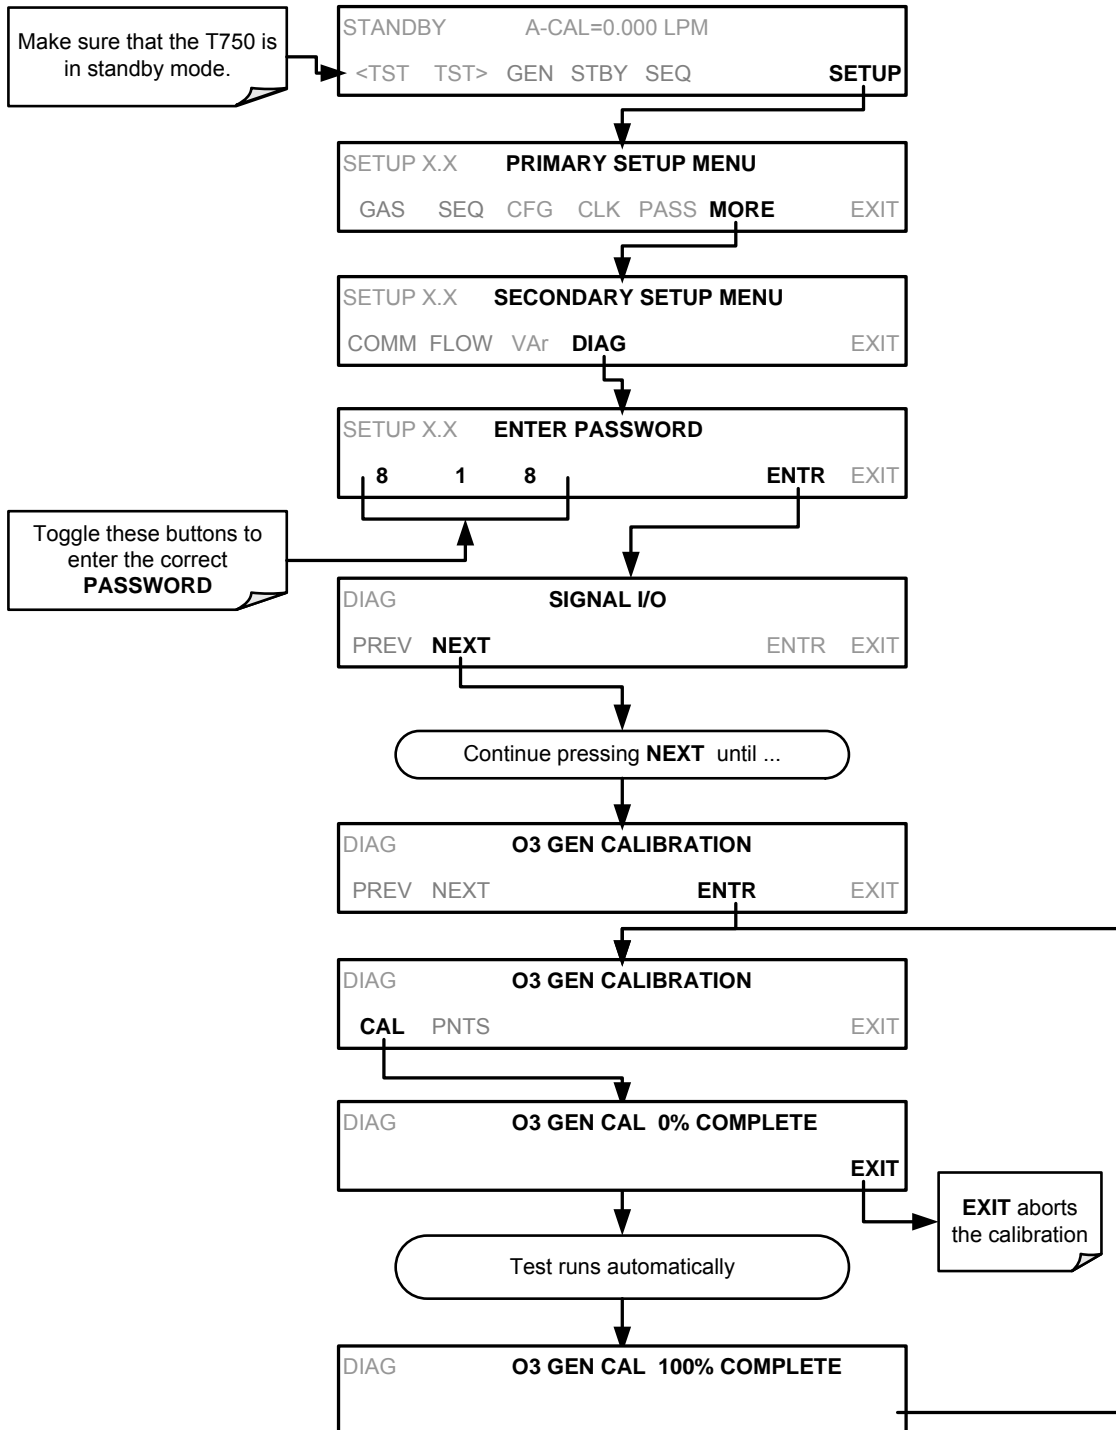 Make sure that the T750 is
in standby mode.
STANDBY A-CAL=0.000 LPM
<TST TST> GEN STBY SEQ SETUP
SETUP X.X PRIMARY SETUP MENU
GAS SEQ CFG CLK PASS MORE EXIT
SETUP X.X SECONDARY SETUP MENU
COMM FLOW VAr DIAG EXIT
SETUP X.X ENTER PASSWORD
8 1 8 ENTR EXIT
Toggle these buttons to
enter the correct
PASSWORD
DIAG SIGNAL I/O
PREV NEXT ENTR EXIT
Continue pressing NEXT until ...
DIAG O3 GEN CALIBRATION
PREV NEXT ENTR EXIT
DIAG O3 GEN CALIBRATION
CAL PNTS EXIT
DIAG O3 GEN CAL 0% COMPLETE
EXIT
EXIT aborts
the calibration
Test runs automatically
DIAG O3 GEN CAL 100% COMPLETE